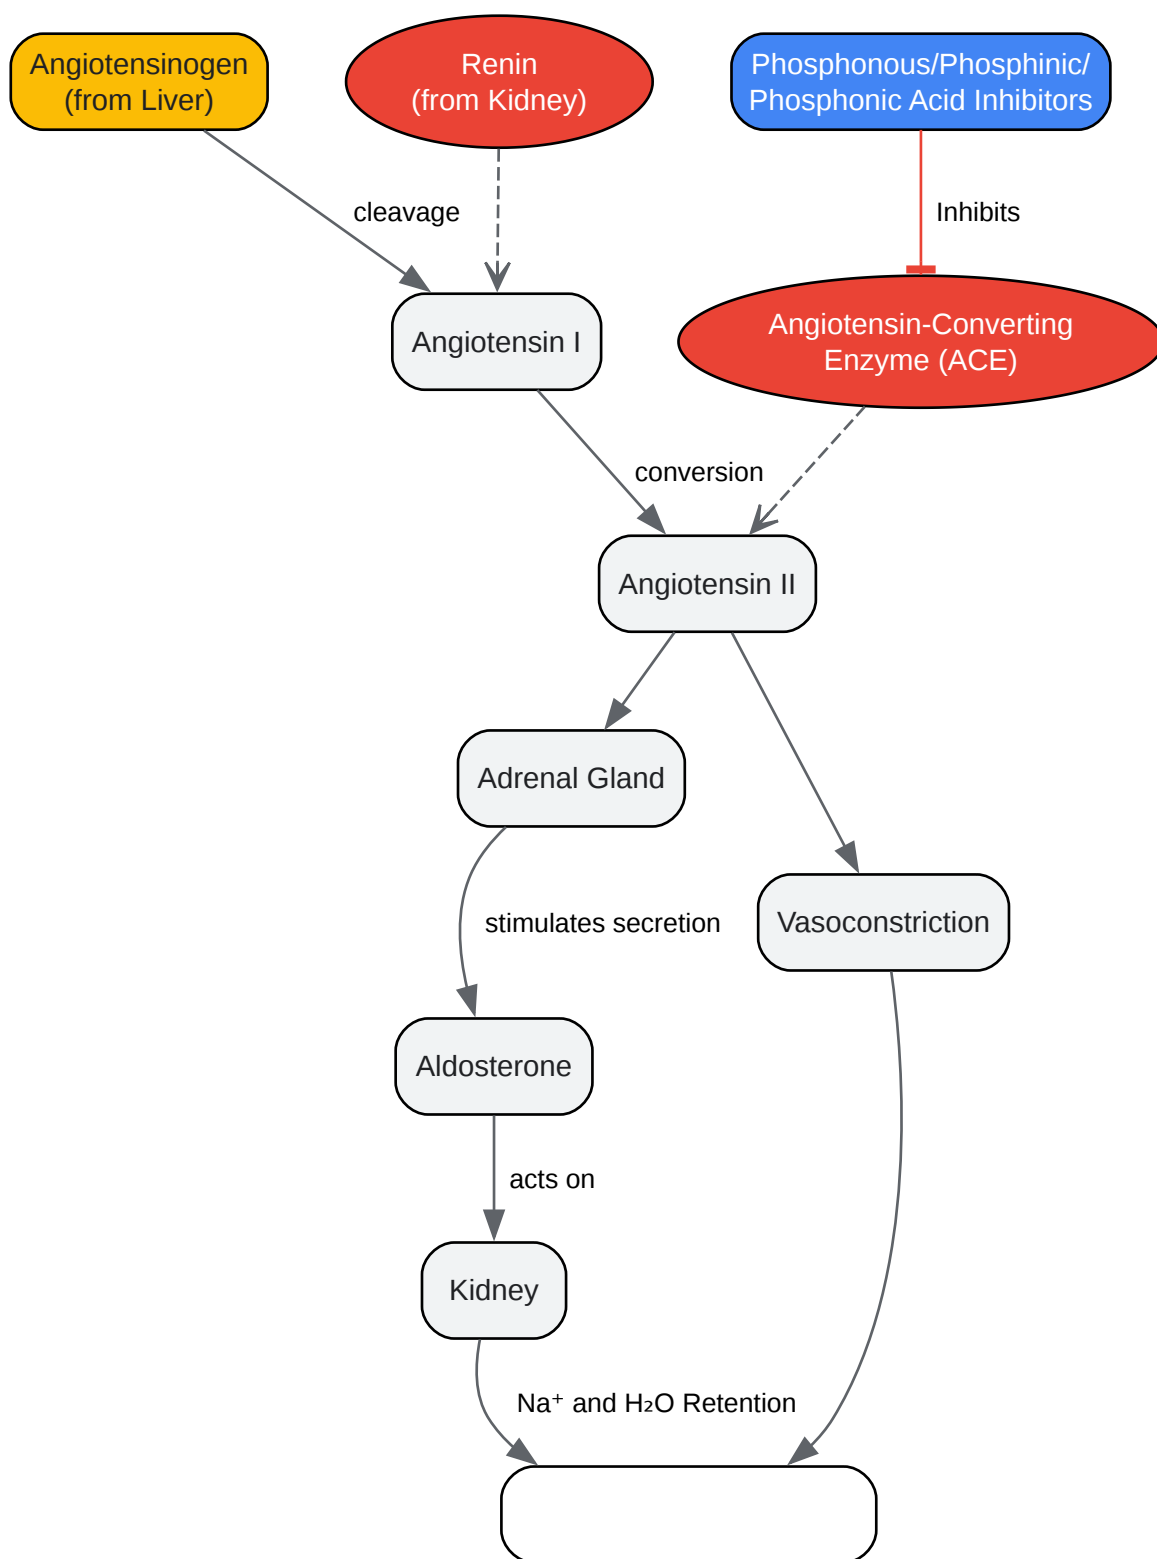 Angiotensinogen
(from Liver)
Renin
(from Kidney)
Phosphonous/Phosphinic/
Phosphonic Acid Inhibitors
cleavage
Inhibits
Angiotensin I
Angiotensin-Converting
Enzyme (ACE)
conversion
Angiotensin II
Adrenal Gland
stimulates secretion
Vasoconstriction
Aldosterone
acts on
Kidney
Na⁺ and H₂O Retention